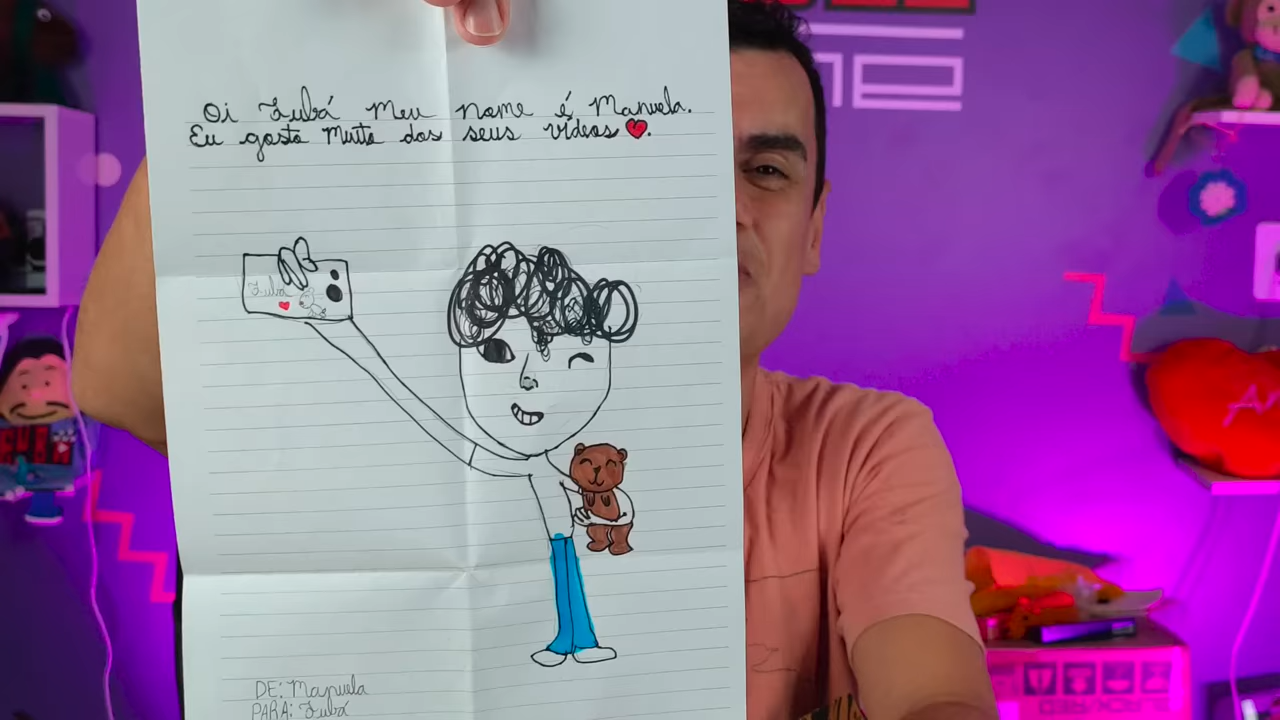 Oi Lubá Meu nome é Manuela.
Eu gosto Muito dos seus vídeos.
Lubá
DE: Manuela
PARA: Lubá